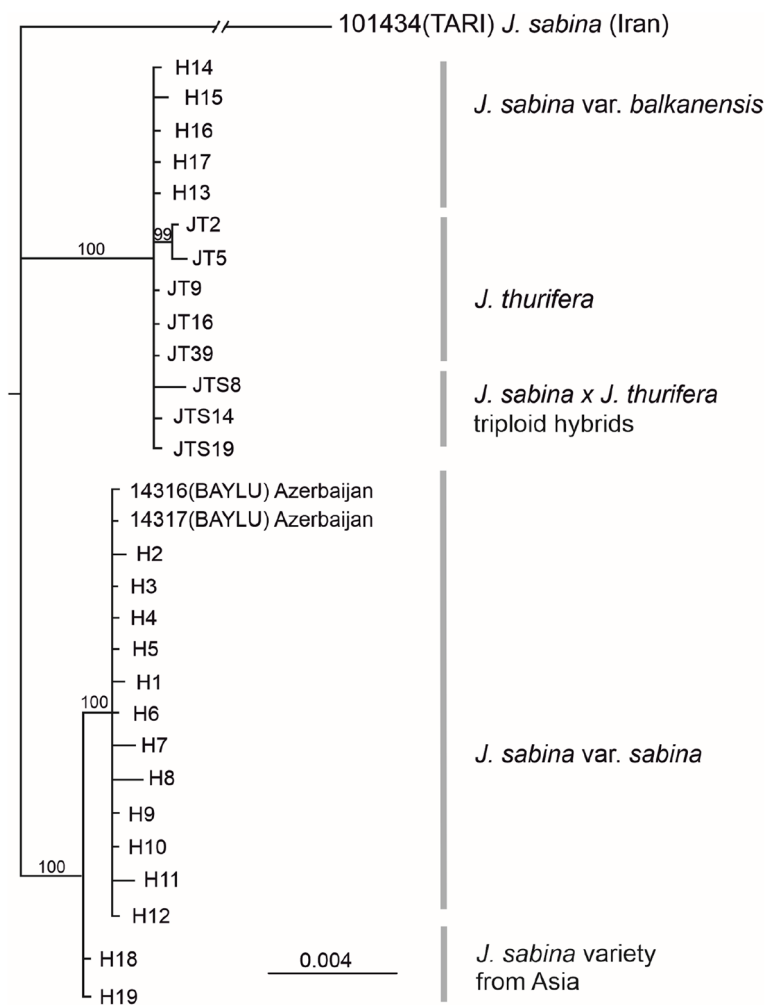 101434(TARI) J. sabina (Iran)
H14
H15
H16
H17
H13
J. sabina var. balkanensis
JT2
99
JT5
100
JT9
JT16
JT39
J. thurifera
JTS8
JTS14
JTS19
J. sabina x J. thurifera
triploid hybrids
14316(BAYLU) Azerbaijan
14317(BAYLU) Azerbaijan
H2
H3
H4
H5
H1
100
H6
H7
H8
H9
H10
H11
H12
J. sabina var. sabina
100
H18
H19
0.004
J. sabina variety
from Asia